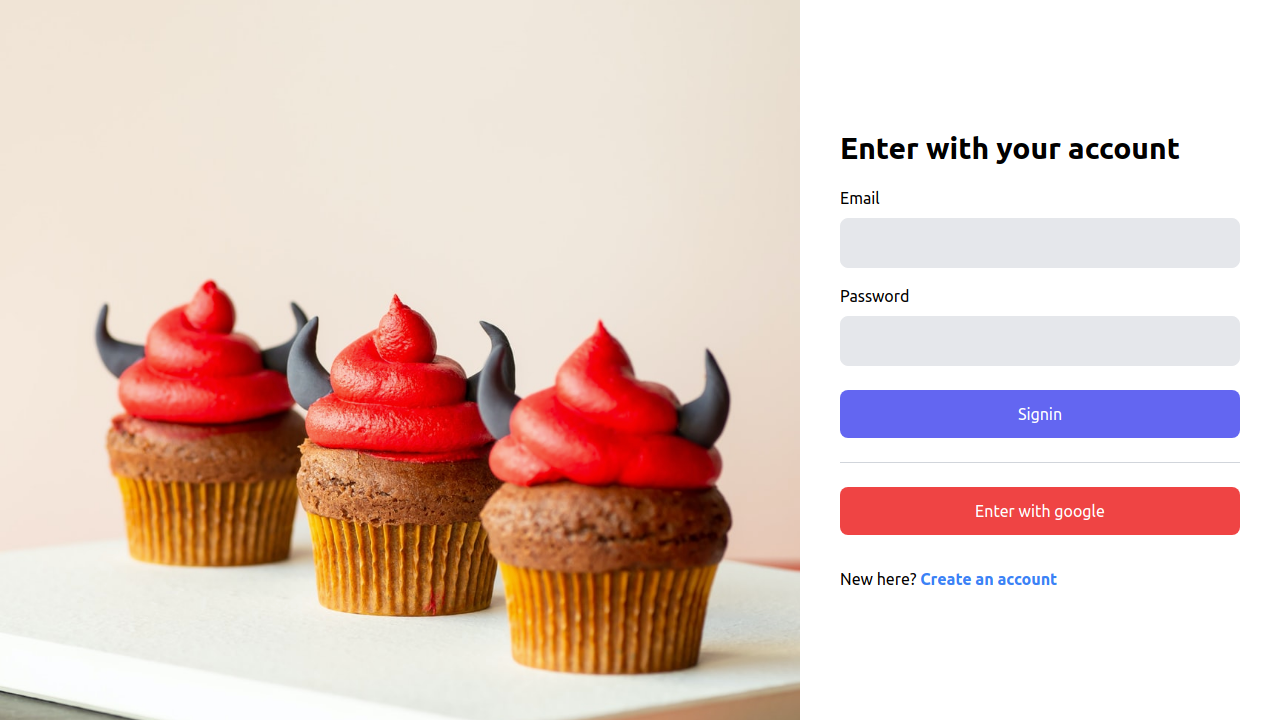 Enter with your account
Email
Password
Signin
Enter with google
New here? Create an account